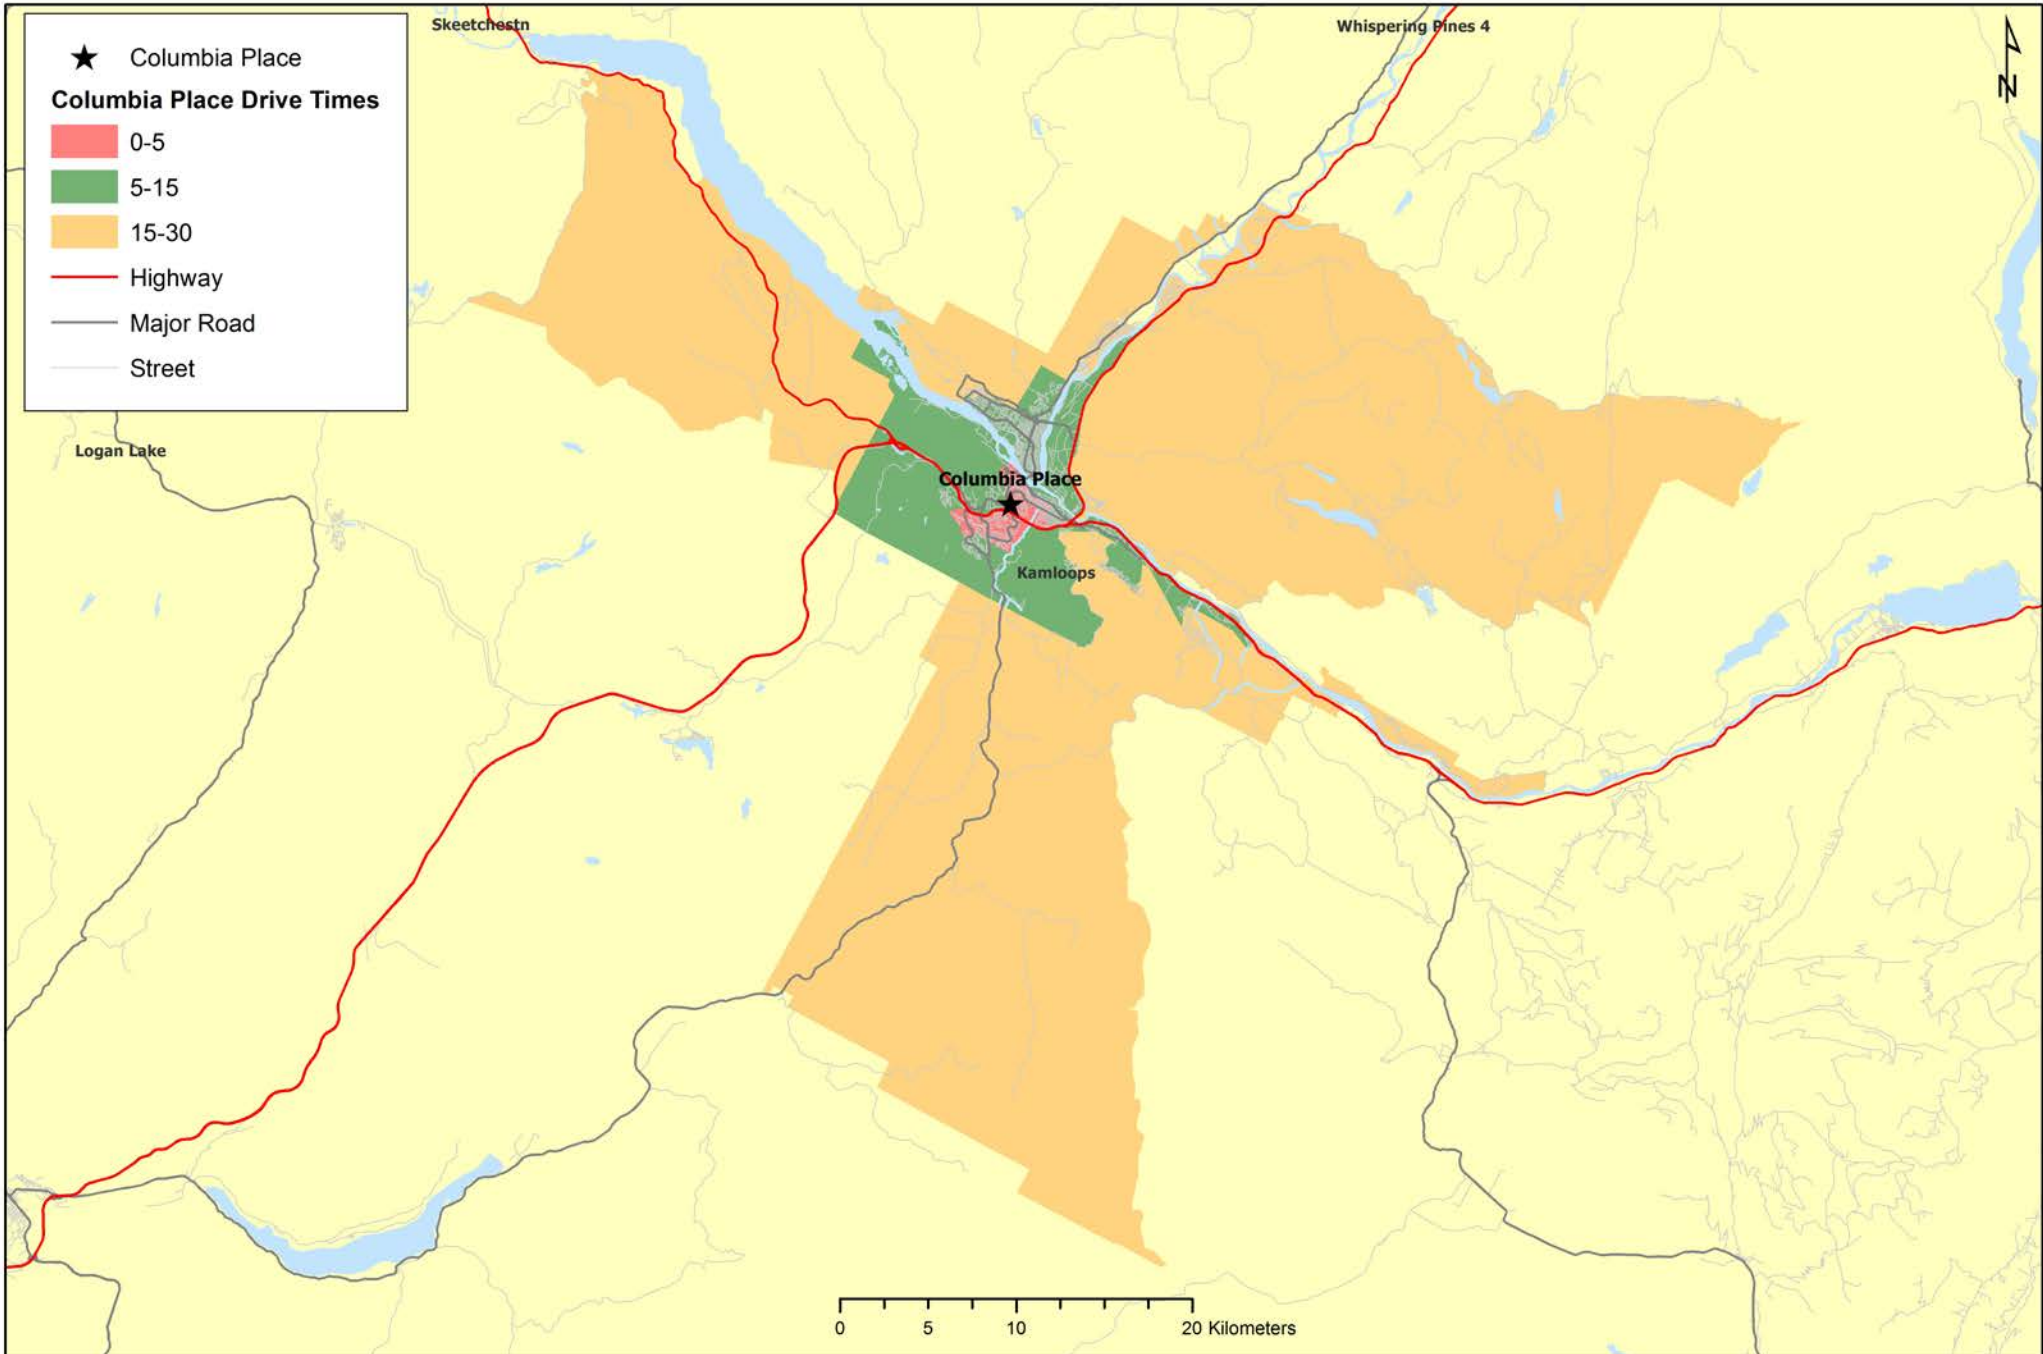 Skeetchestn
Whispering Pines 4
N
Columbia Place
Columbia Place Drive Times
0-5
5-15
15-30
Highway
Major Road
Street
Logan Lake
Columbia Place
Kamloops
0 5 10 20 Kilometers